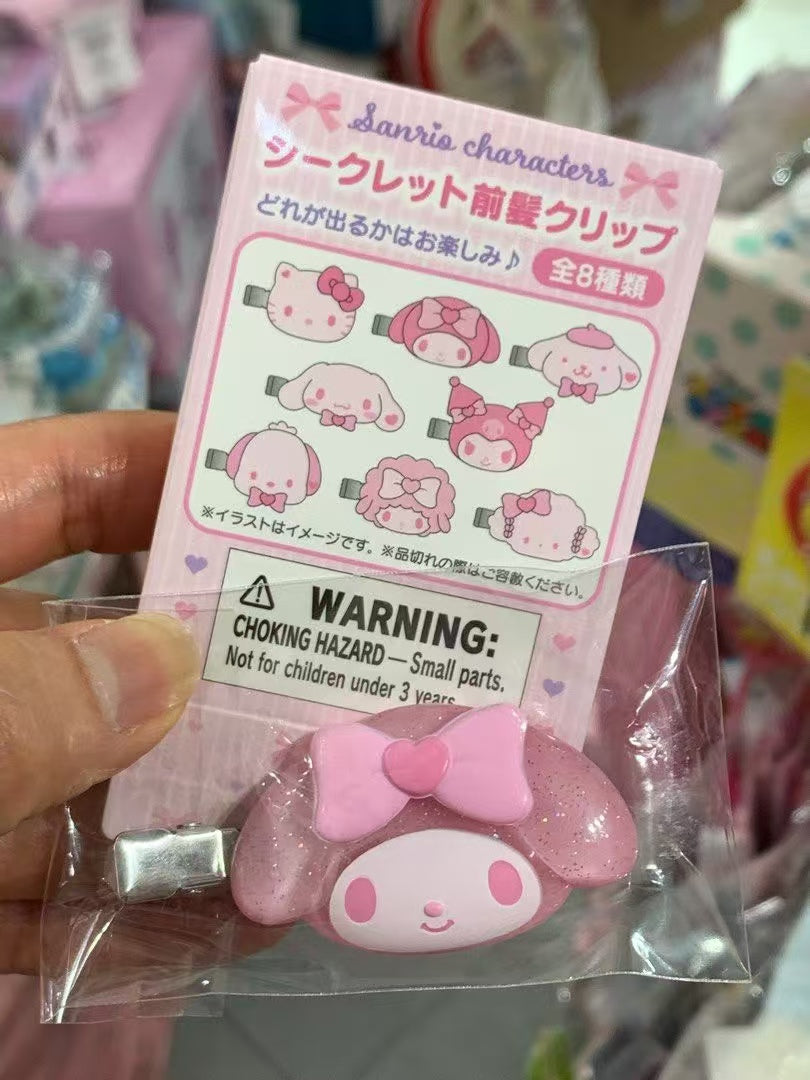 Sanrio characters
シークレット前髪クリップ
どれが出るかはお楽しみ♪
全8種類
※イラストはイメージです。※品切れの際はご容赦ください。
WARNING:
CHOKING HAZARD — Small parts.
Not for children under 3 years